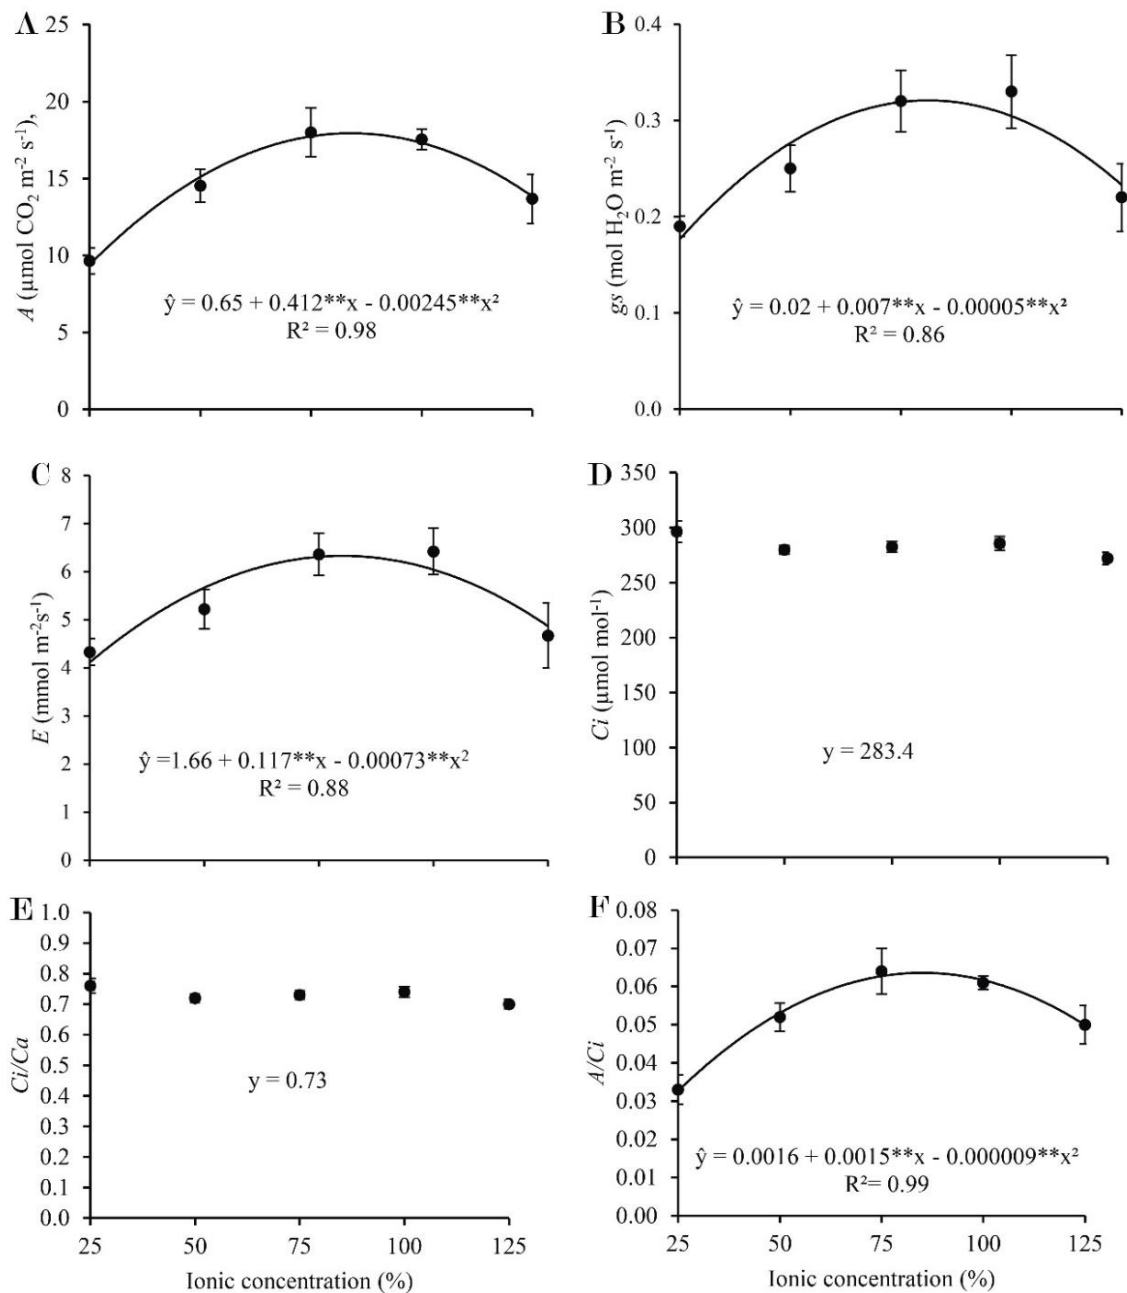 A
25
20
15
10
5
0
A (µmol CO₂ m⁻² s⁻¹),
ŷ = 0.65 + 0.412**x - 0.00245**x²
R² = 0.98
B
0.4
0.3
0.2
0.1
0.0
gs (mol H₂O m⁻² s⁻¹)
ŷ = 0.02 + 0.007**x - 0.00005**x²
R² = 0.86
C
8
7
6
5
4
3
2
1
0
E (mmol m⁻²s⁻¹)
ŷ =1.66 + 0.117**x - 0.00073**x²
R² = 0.88
D
350
300
250
200
150
100
50
0
Ci (µmol mol⁻¹)
y = 283.4
E
1.0
0.9
0.8
0.7
0.6
0.5
0.4
0.3
0.2
0.1
0.0
Ci/Ca
y = 0.73
25 50 75 100 125
Ionic concentration (%)
F
0.08
0.07
0.06
0.05
0.04
0.03
0.02
0.01
0.00
A/Ci
ŷ = 0.0016 + 0.0015**x - 0.000009**x²
R²= 0.99
25 50 75 100 125
Ionic concentration (%)